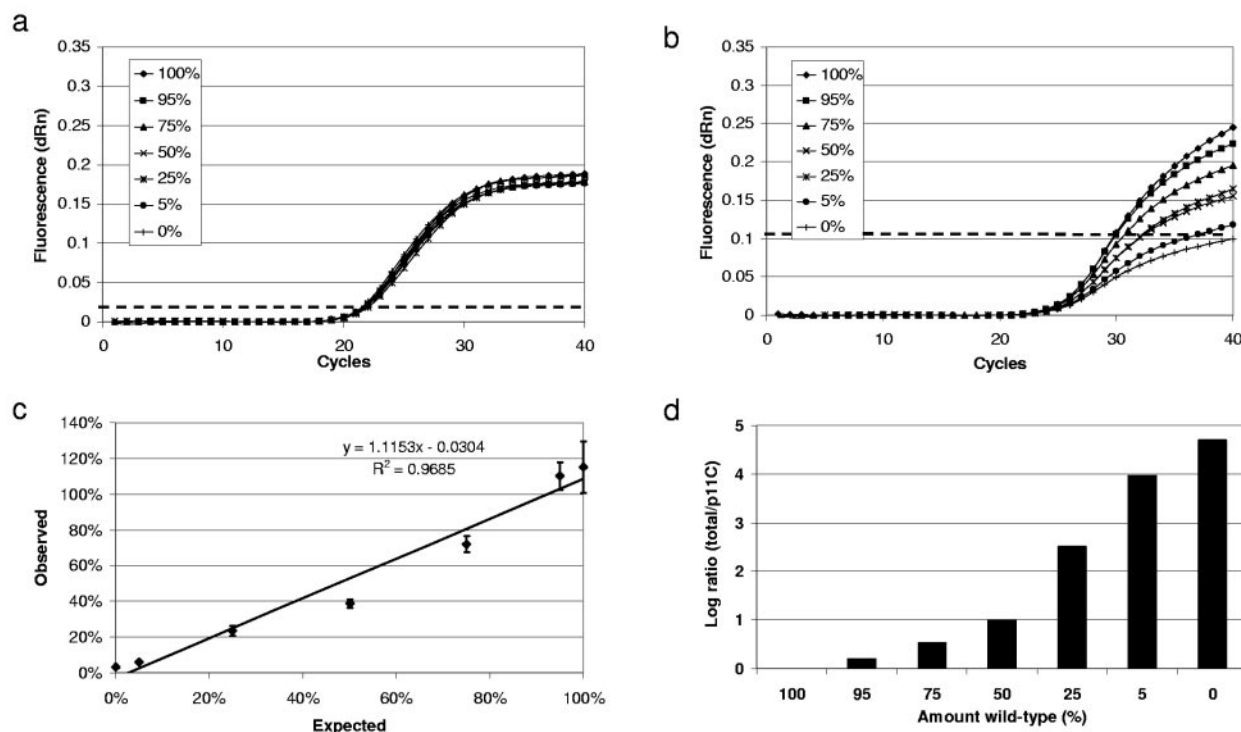 a
0.35
0.3
0.25
0.2
0.15
0.1
0.05
0
Fluorescence (dRn)
100%
95%
75%
50%
25%
5%
0%
0 10 20 30 40
Cycles
b
0.35
0.3
0.25
0.2
0.15
0.1
0.05
0
Fluorescence (dRn)
100%
95%
75%
50%
25%
5%
0%
0 10 20 30 40
Cycles
c
140%
120%
100%
80%
60%
40%
20%
0%
Observed
y = 1.1153x - 0.0304
R² = 0.9685
0% 20% 40% 60% 80% 100%
Expected
d
5
4
3
2
1
0
Log ratio (total/p11C)
100 95 75 50 25 5 0
Amount wild-type (%)